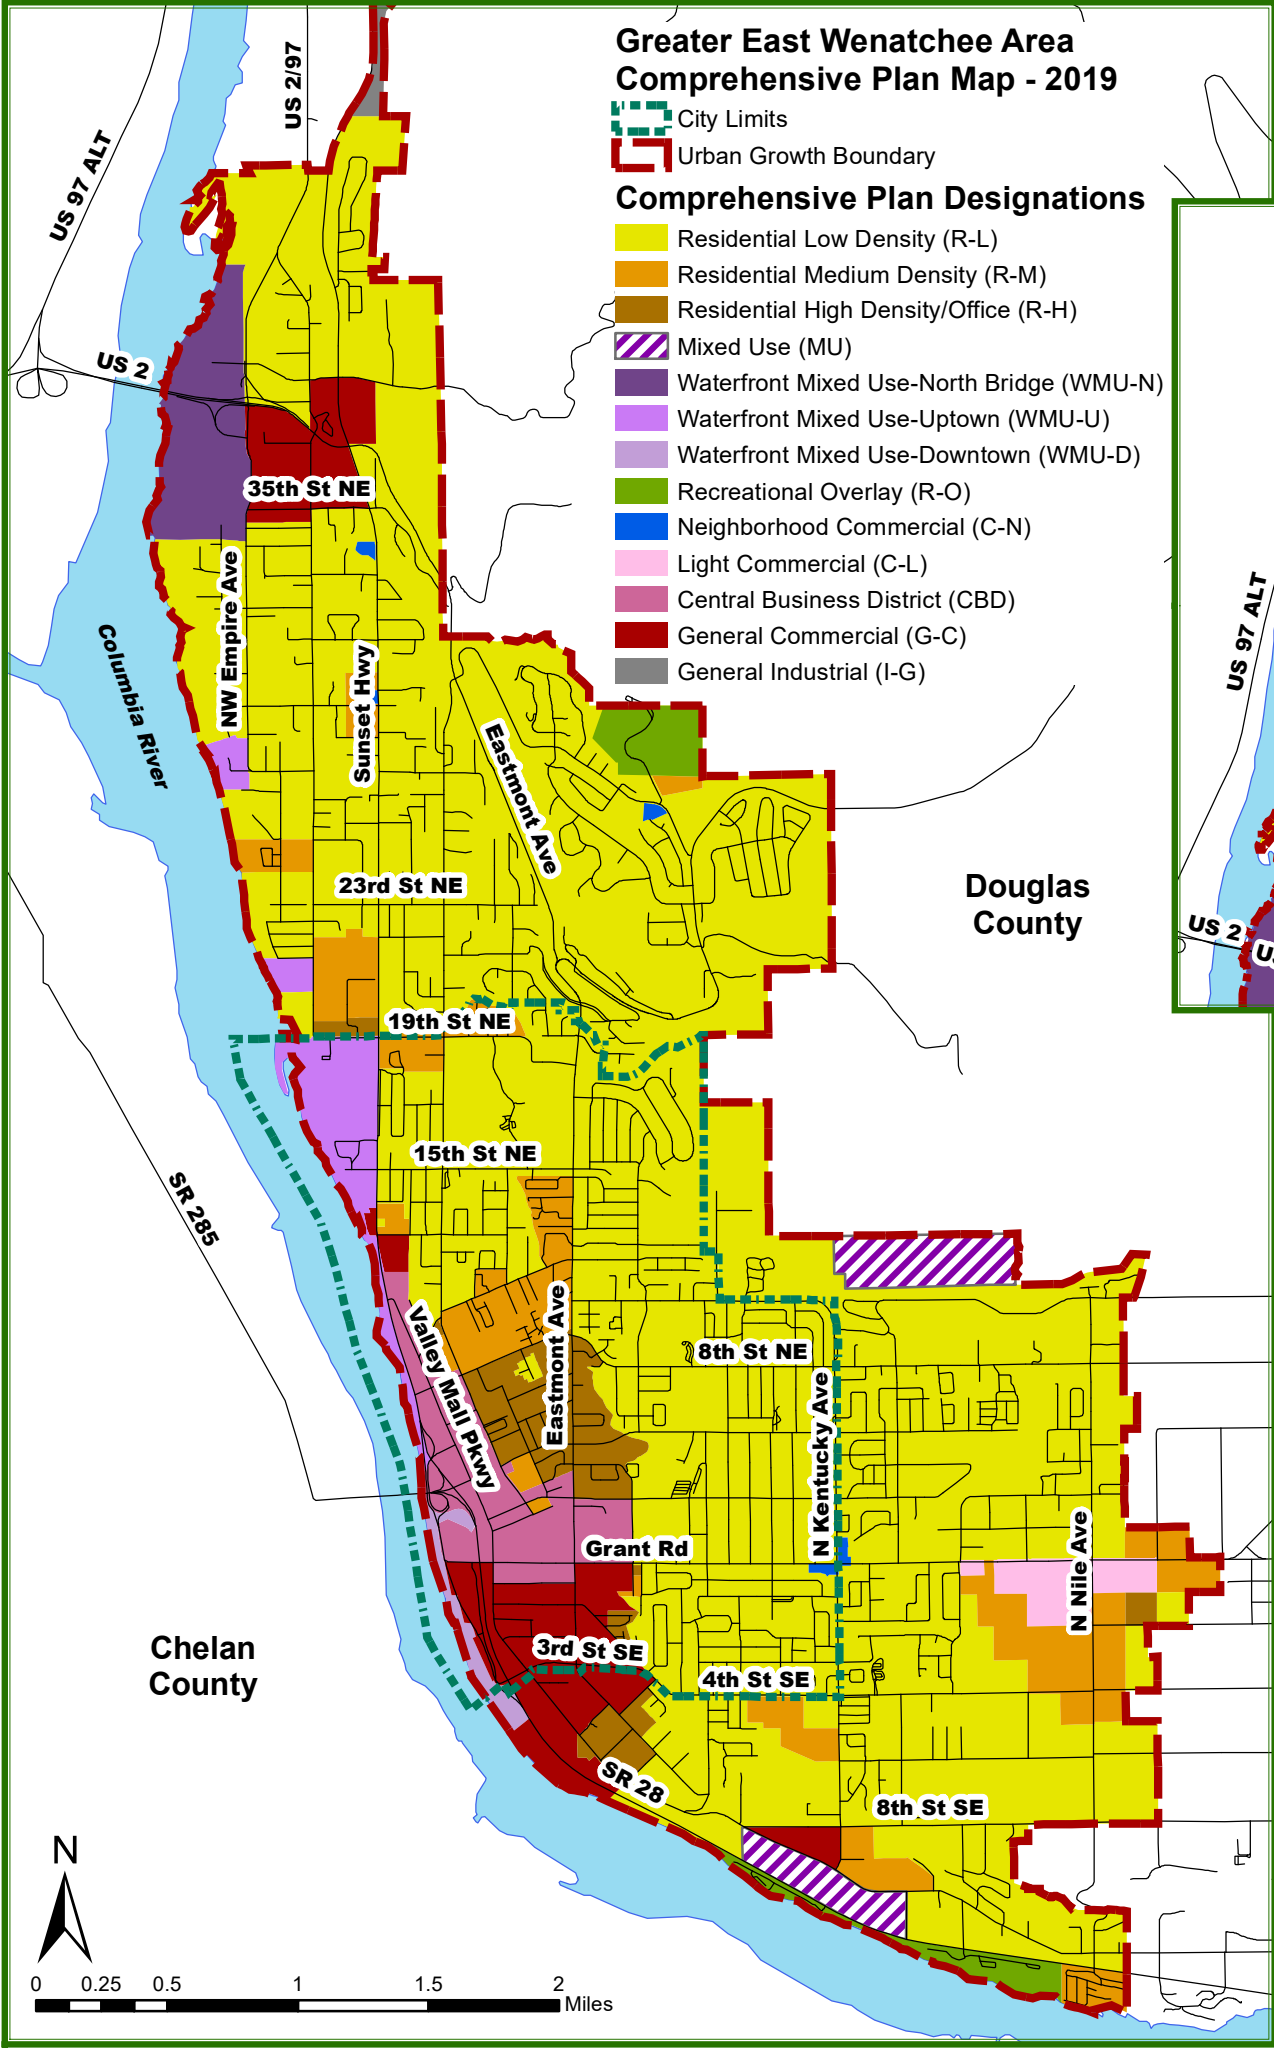 Greater East Wenatchee Area
Comprehensive Plan Map - 2019
City Limits
Urban Growth Boundary
Comprehensive Plan Designations
Residential Low Density (R-L)
Residential Medium Density (R-M)
Residential High Density/Office (R-H)
Mixed Use (MU)
Waterfront Mixed Use-North Bridge (WMU-N)
Waterfront Mixed Use-Uptown (WMU-U)
Waterfront Mixed Use-Downtown (WMU-D)
Recreational Overlay (R-O)
Neighborhood Commercial (C-N)
Light Commercial (C-L)
Central Business District (CBD)
General Commercial (G-C)
General Industrial (I-G)
US 2/97
US 97 ALT
US 2
35th St NE
NW Empire Ave
Sunset Hwy
Columbia River
Eastmont Ave
US 97 ALT
23rd St NE
Douglas
County
US 2
U
19th St NE
15th St NE
SR 285
Valley Mall Pkwy
Eastmont Ave
8th St NE
N Kentucky Ave
Grant Rd
N Nile Ave
Chelan
County
3rd St SE
4th St SE
SR 28
8th St SE
N
0 0.25 0.5 1 1.5 2
Miles